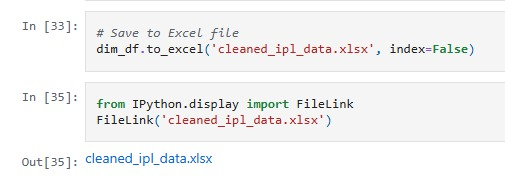 In [33]:
# Save to Excel file
dim_df.to_excel('cleaned_ipl_data.xlsx', index=False)
In [35]:
from IPython.display import FileLink
FileLink('cleaned_ipl_data.xlsx')
Out[35]: cleaned_ipl_data.xlsx